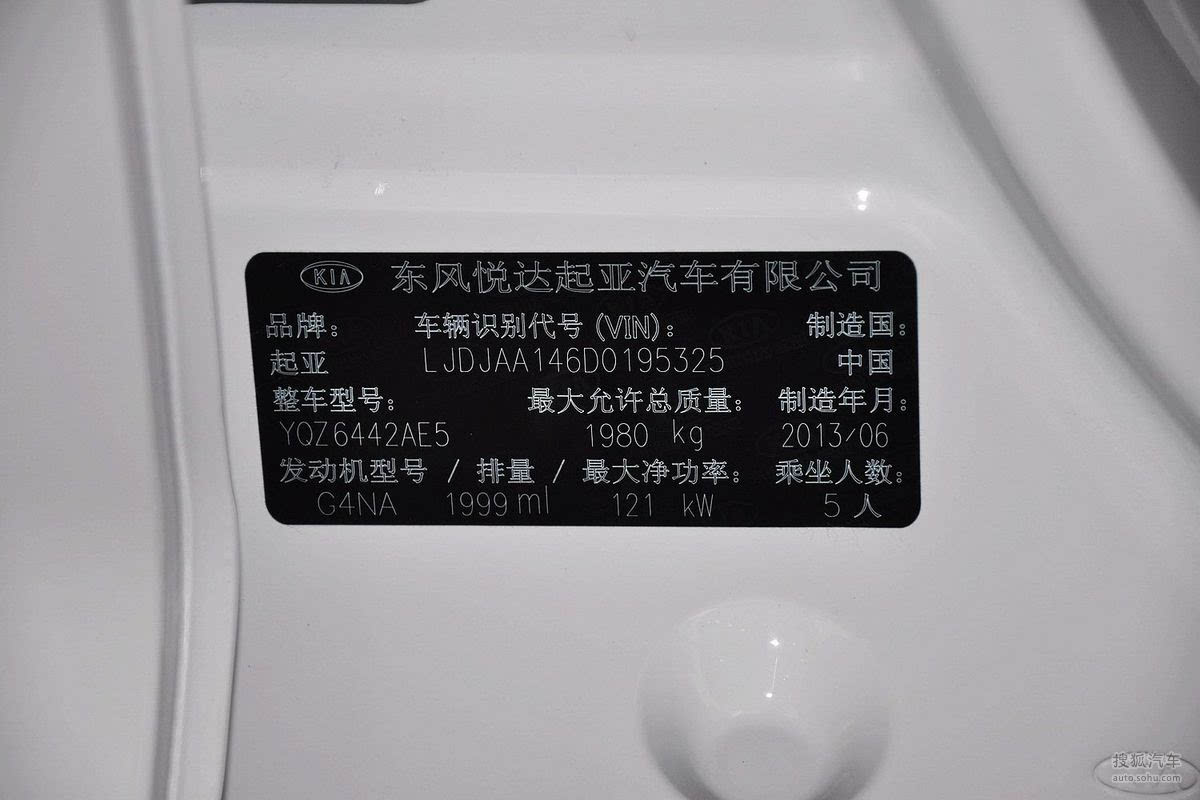 KIA 东风悦达起亚汽车有限公司
品牌: 车辆识别代号 (VIN): 制造国:
起亚 LJDJAA146D0195325 中国
整车型号: 最大允许总质量: 制造年月:
YQZ6442AE5 1980 kg 2013/06
发动机型号 / 排量 / 最大净功率: 乘坐人数:
G4NA 1999ml 121 kW 5 人
搜狐汽车
auto.sohu.com